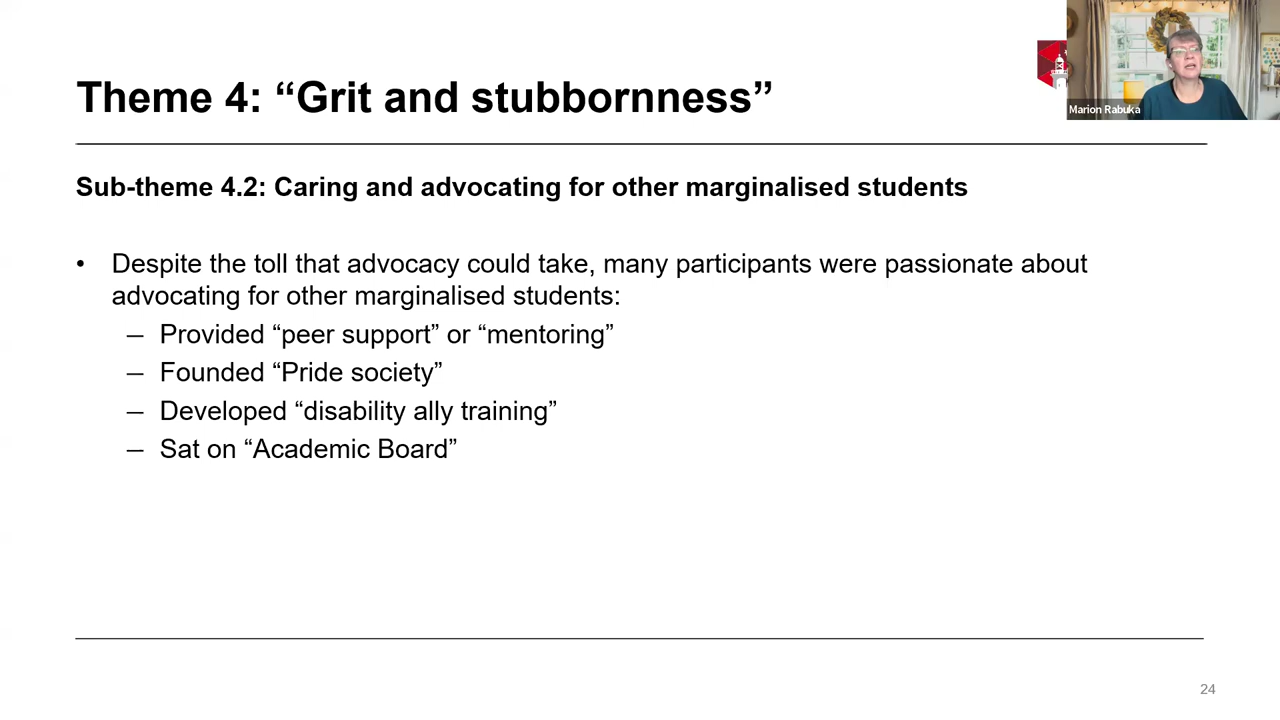 Theme 4: “Grit and stubbornness”
Marion Rabuka
Sub-theme 4.2: Caring and advocating for other marginalised students
• Despite the toll that advocacy could take, many participants were passionate about
advocating for other marginalised students:
— Provided “peer support” or “mentoring”
— Founded “Pride society”
— Developed “disability ally training”
— Sat on “Academic Board”
24